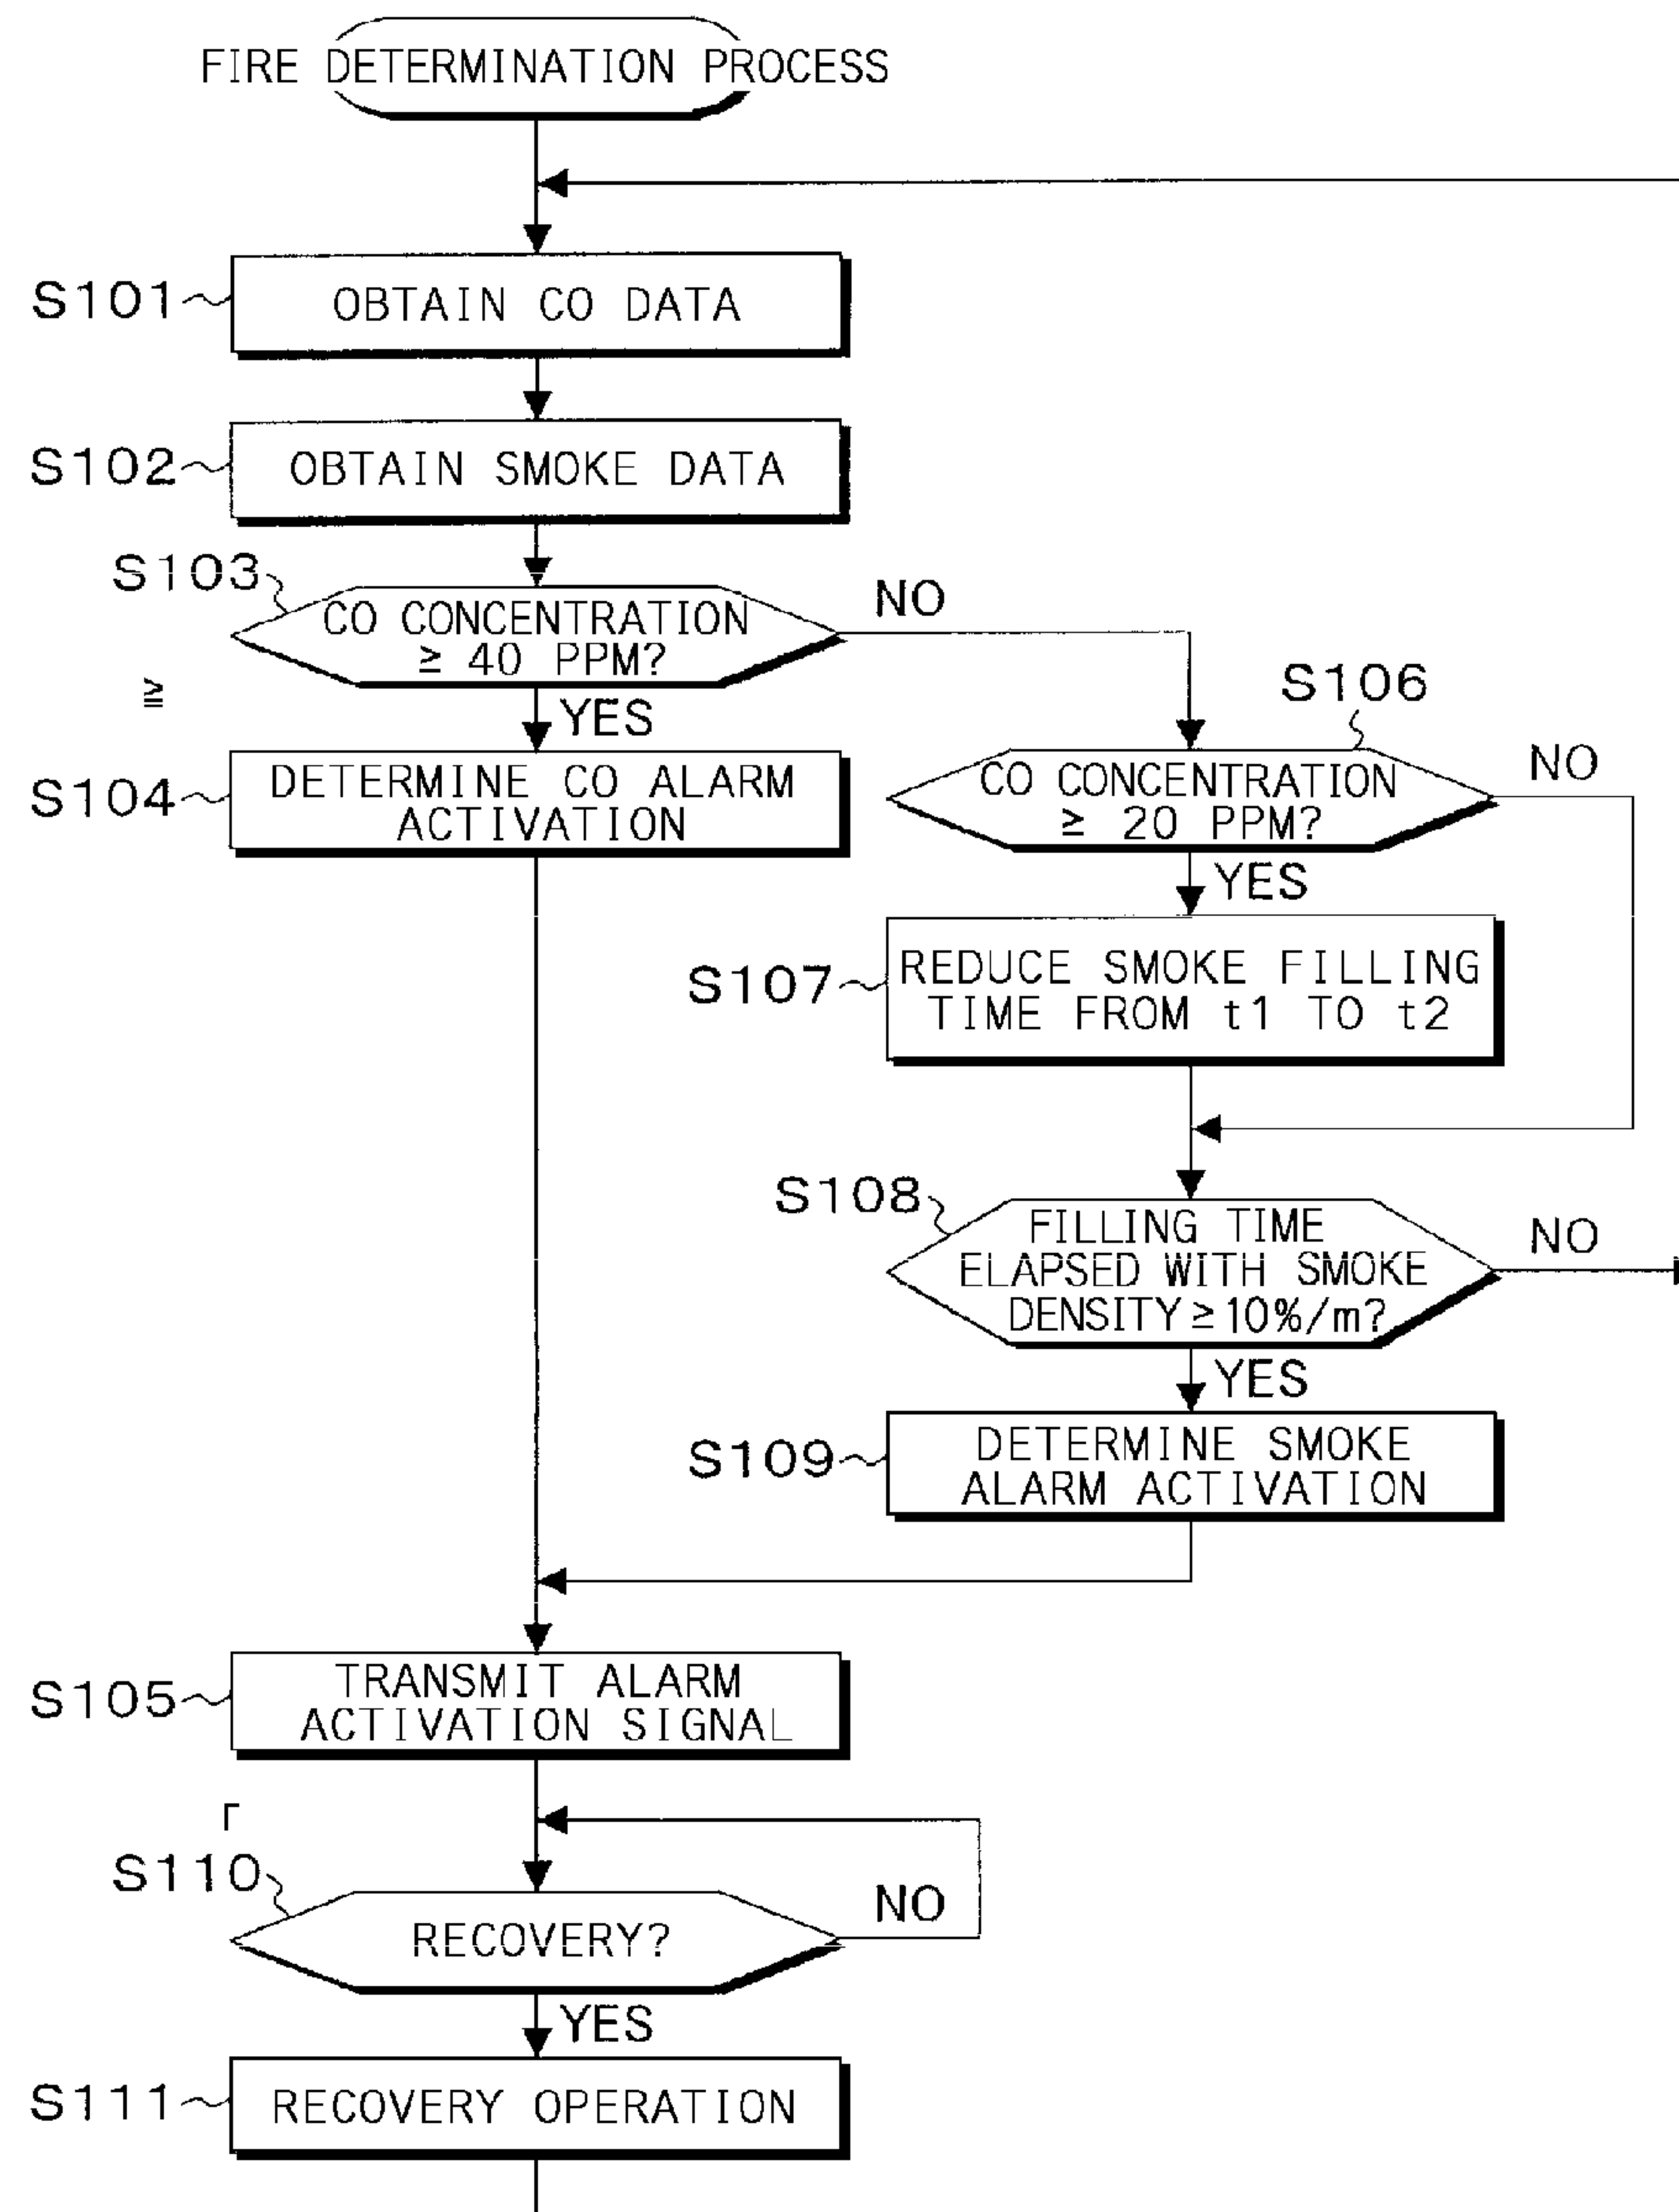 FIRE DETERMINATION PROCESS
S101
OBTAIN CO DATA
S102
OBTAIN SMOKE DATA
S103
CO CONCENTRATION
≥ 40 PPM?
NO
≧
YES
S104
DETERMINE CO ALARM
ACTIVATION
S106
CO CONCENTRATION
≥ 20 PPM?
NO
YES
S107
REDUCE SMOKE FILLING
TIME FROM t1 TO t2
S108
FILLING TIME
ELAPSED WITH SMOKE
DENSITY ≥ 10%/m?
NO
YES
S109
DETERMINE SMOKE
ALARM ACTIVATION
S105
TRANSMIT ALARM
ACTIVATION SIGNAL
S110
RECOVERY?
NO
YES
S111
RECOVERY OPERATION